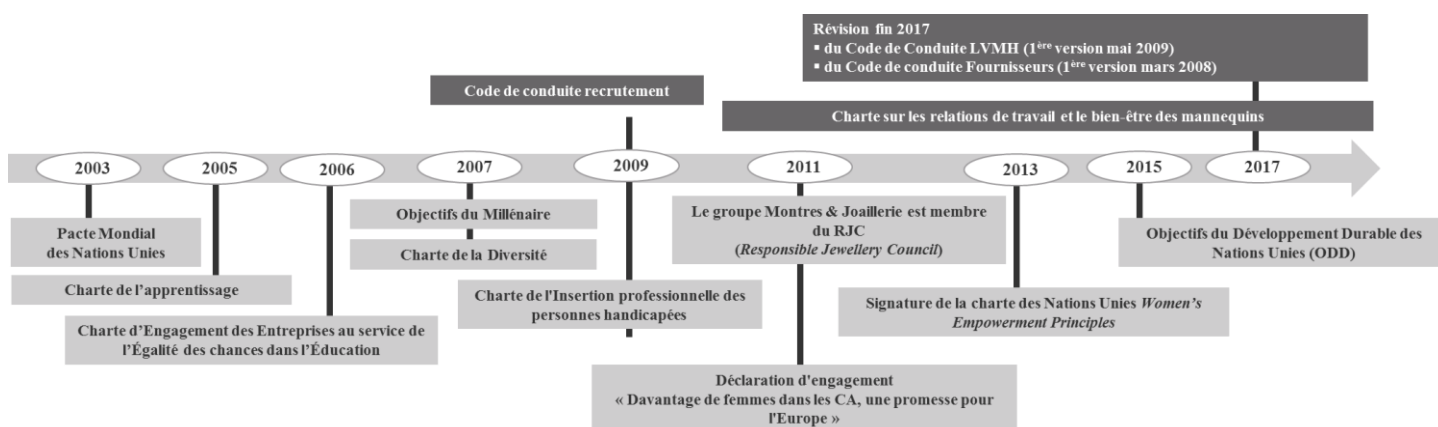 Révision fin 2017
▪ du Code de Conduite LVMH (1ère version mai 2009)
▪ du Code de conduite Fournisseurs (1ère version mars 2008)
Code de conduite recrutement
Charte sur les relations de travail et le bien-être des mannequins
2003
2005
2006
2007
2009
2011
2013
2015
2017
Pacte Mondial
des Nations Unies
Charte de l'apprentissage
Charte d'Engagement des Entreprises au service de
l'Égalité des chances dans l'Éducation
Objectifs du Millénaire
Charte de la Diversité
Charte de l'Insertion professionnelle des
personnes handicapées
Le groupe Montres & Joaillerie est membre
du RJC
(Responsible Jewellery Council)
Déclaration d'engagement
« Davantage de femmes dans les CA, une promesse pour
l'Europe »
Signature de la charte des Nations Unies Women's
Empowerment Principles
Objectifs du Développement Durable des
Nations Unies (ODD)